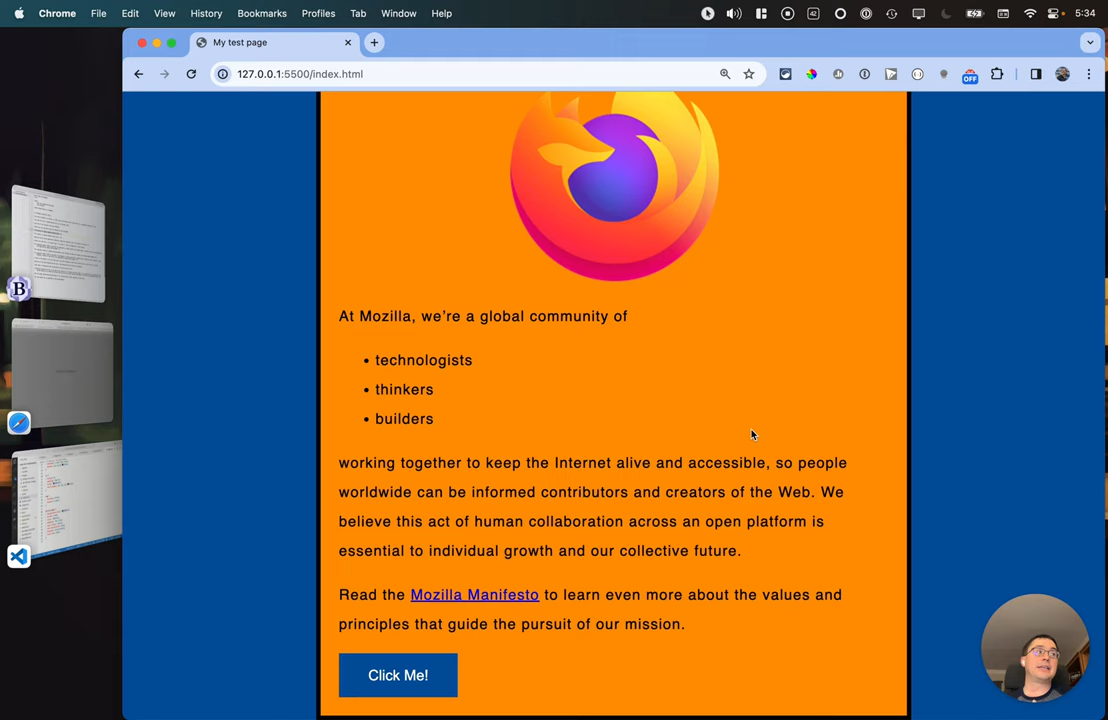 Chrome File Edit View History Bookmarks Profiles Tab Window Help 5:34
My test page
127.0.0.1:5500/index.html
OFF
At Mozilla, we're a global community of
• technologists
• thinkers
• builders
working together to keep the Internet alive and accessible, so people
worldwide can be informed contributors and creators of the Web. We
believe this act of human collaboration across an open platform is
essential to individual growth and our collective future.
Read the Mozilla Manifesto to learn even more about the values and
principles that guide the pursuit of our mission.
Click Me!
B